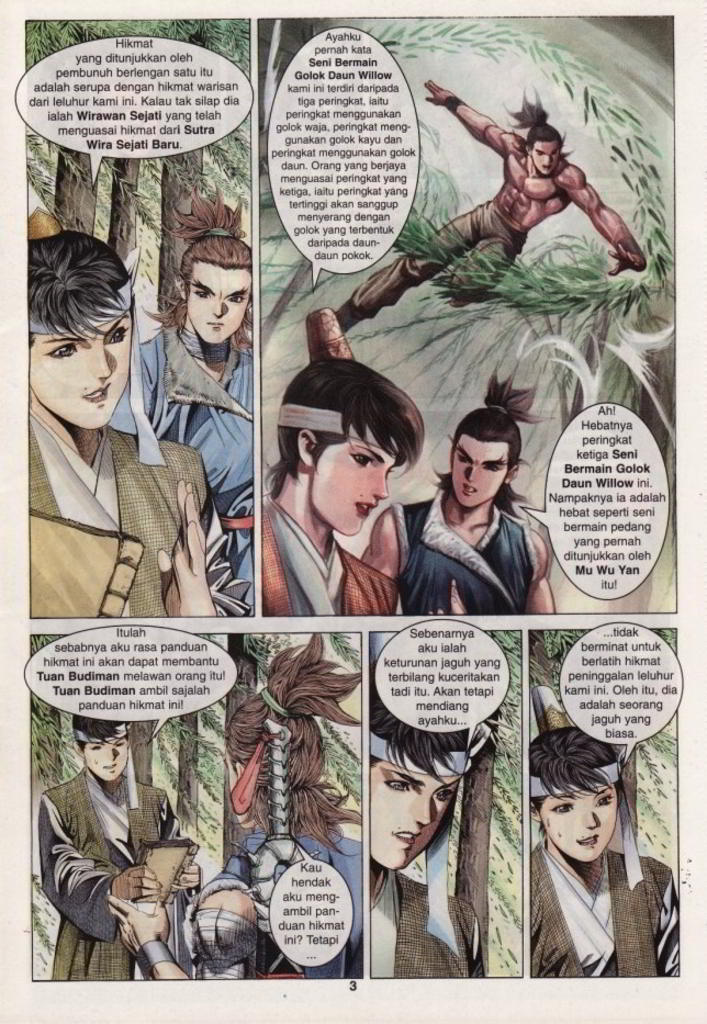 Hikmat
yang ditunjukkan oleh
pembunuh berlengan satu itu
adalah serupa dengan hikmat warisan
dari leluhur kami ini. Kalau tak silap dia
ialah Wirawan Sejati yang telah
menguasai hikmat dari Sutra
Wira Sejati Baru.
Ayahku
pernah kata
Seni Bermain
Golok Daun Willow
kami ini terdiri daripada
tiga peringkat, iaitu
peringkat menggunakan
golok waja, peringkat meng-
gunakan golok kayu dan
peringkat menggunakan golok
daun. Orang yang berjaya
menguasai peringkat yang
ketiga, iaitu peringkat yang
tertinggi akan sanggup
menyerang dengan
golok yang terbentuk
daripada daun-
daun pokok.
Ah!
Hebatnya
peringkat
ketiga Seni
Bermain Golok
Daun Willow ini.
Nampaknya ia adalah
hebat seperti seni
bermain pedang
yang pernah
ditunjukkan oleh
Mu Wu Yan
itu!
Itulah
sebabnya aku rasa panduan
hikmat ini akan dapat membantu
Tuan Budiman melawan orang itu!
Tuan Budiman ambil sajalah
panduan hikmat ini!
Kau
hendak
aku meng-
ambil pan-
duan hikmat
ini? Tetapi
...
Sebenarnya
aku ialah
keturunan jaguh yang
terbilang kuceritakan
tadi itu. Akan tetapi
mendiang
ayahku...
...tidak
berminat untuk
berlatih hikmat
peninggalan leluhur
kami ini. Oleh itu, dia
adalah seorang
jaguh yang
biasa.
3